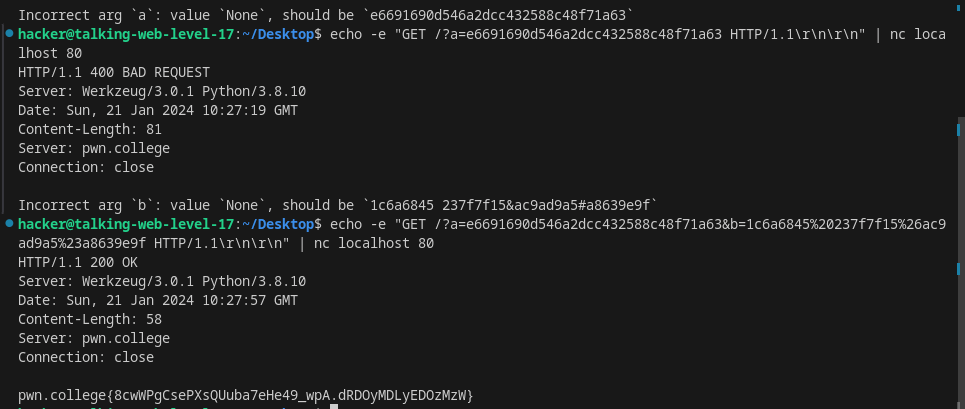 Incorrect arg `a`: value `None`, should be `e6691690d546a2dcc432588c48f71a63`
hacker@talking-web-level-17:~/Desktop$ echo -e "GET /?a=e6691690d546a2dcc432588c48f71a63 HTTP/1.1\r\n\r\n" | nc loca
lhost 80
HTTP/1.1 400 BAD REQUEST
Server: Werkzeug/3.0.1 Python/3.8.10
Date: Sun, 21 Jan 2024 10:27:19 GMT
Content-Length: 81
Server: pwn.college
Connection: close
Incorrect arg `b`: value `None`, should be `1c6a6845 237f7f15&ac9ad9a5#a8639e9f`
hacker@talking-web-level-17:~/Desktop$ echo -e "GET /?a=e6691690d546a2dcc432588c48f71a63&b=1c6a6845%20237f7f15%26ac9
ad9a5%23a8639e9f HTTP/1.1\r\n\r\n" | nc localhost 80
HTTP/1.1 200 OK
Server: Werkzeug/3.0.1 Python/3.8.10
Date: Sun, 21 Jan 2024 10:27:57 GMT
Content-Length: 58
Server: pwn.college
Connection: close
pwn.college{8cwWPgCsePXsQUuba7eHe49_wpA.dRDOyMDLyEDOzMzW}